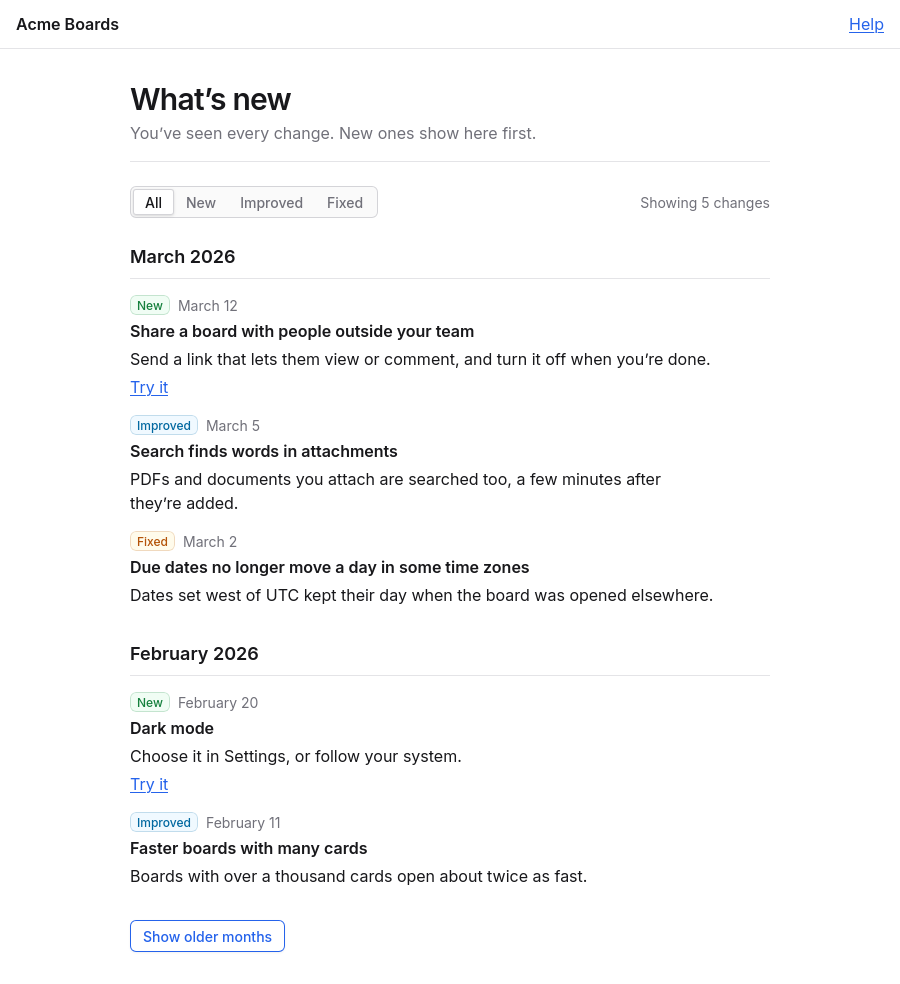 Acme Boards
Help
What’s new
You’ve seen every change. New ones show here first.
All
New
Improved
Fixed
Showing 5 changes
March 2026
New
March 12
Share a board with people outside your team
Send a link that lets them view or comment, and turn it off when you’re done.
Try it
Improved
March 5
Search finds words in attachments
PDFs and documents you attach are searched too, a few minutes after
they’re added.
Fixed
March 2
Due dates no longer move a day in some time zones
Dates set west of UTC kept their day when the board was opened elsewhere.
February 2026
New
February 20
Dark mode
Choose it in Settings, or follow your system.
Try it
Improved
February 11
Faster boards with many cards
Boards with over a thousand cards open about twice as fast.
Show older months